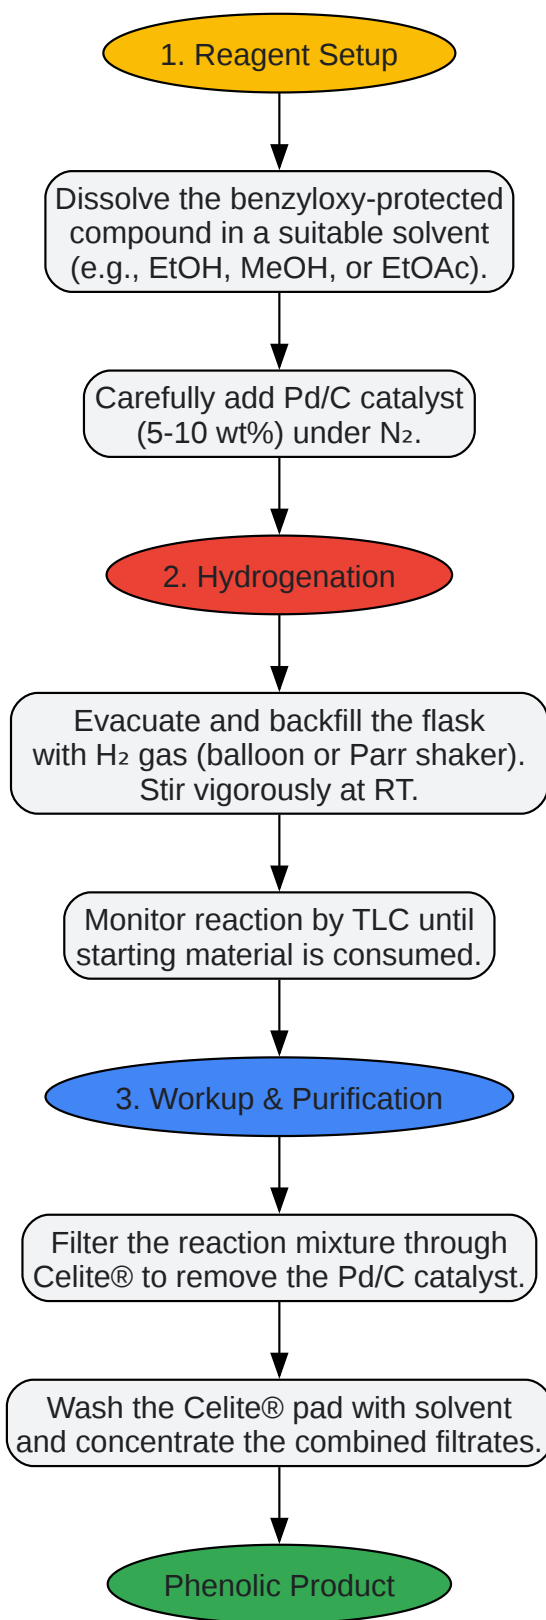 1. Reagent Setup
Dissolve the benzyloxy-protected
compound in a suitable solvent
(e.g., EtOH, MeOH, or EtOAc).
Carefully add Pd/C catalyst
(5-10 wt%) under N₂.
2. Hydrogenation
Evacuate and backfill the flask
with H₂ gas (balloon or Parr shaker).
Stir vigorously at RT.
Monitor reaction by TLC until
starting material is consumed.
3. Workup & Purification
Filter the reaction mixture through
Celite® to remove the Pd/C catalyst.
Wash the Celite® pad with solvent
and concentrate the combined filtrates.
Phenolic Product